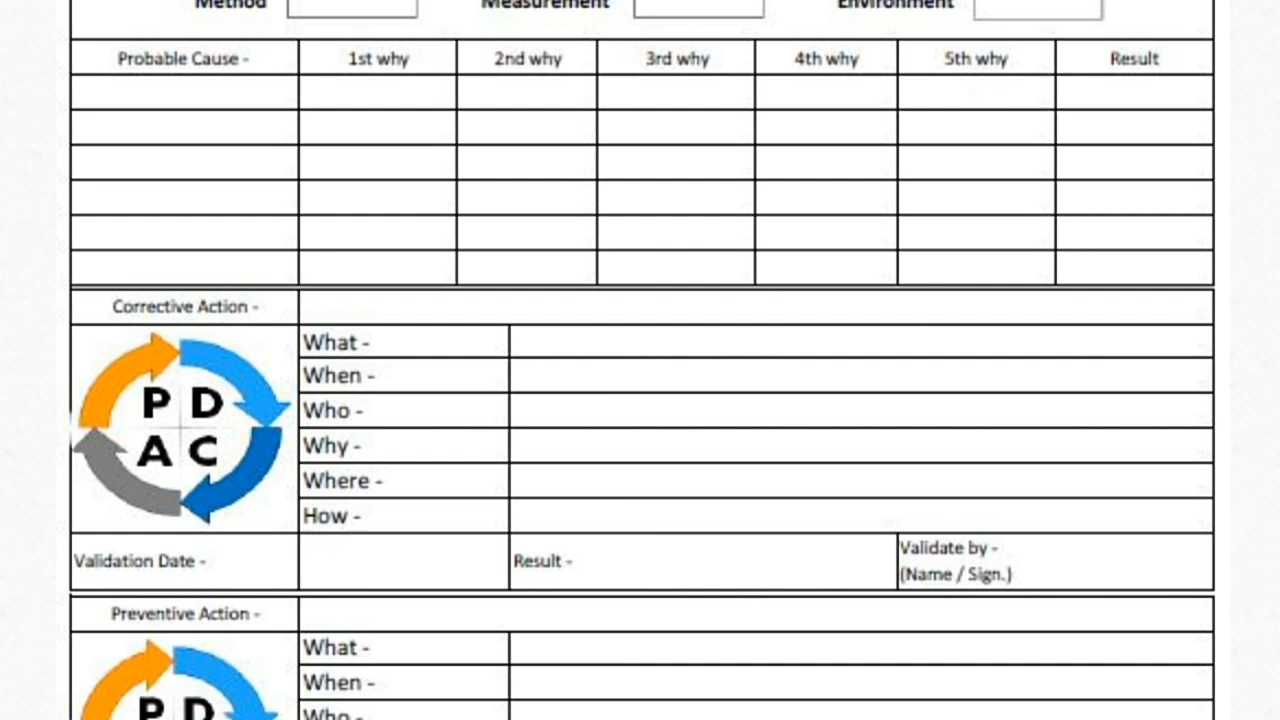 Method Measurement Environment
Probable Cause - 1st why 2nd why 3rd why 4th why 5th why Result
Corrective Action -
P D
A C
What -
When -
Who -
Why -
Where -
How -
Validation Date - Result - Validate by -
(Name / Sign.)
Preventive Action -
P D
What -
When -
Who -